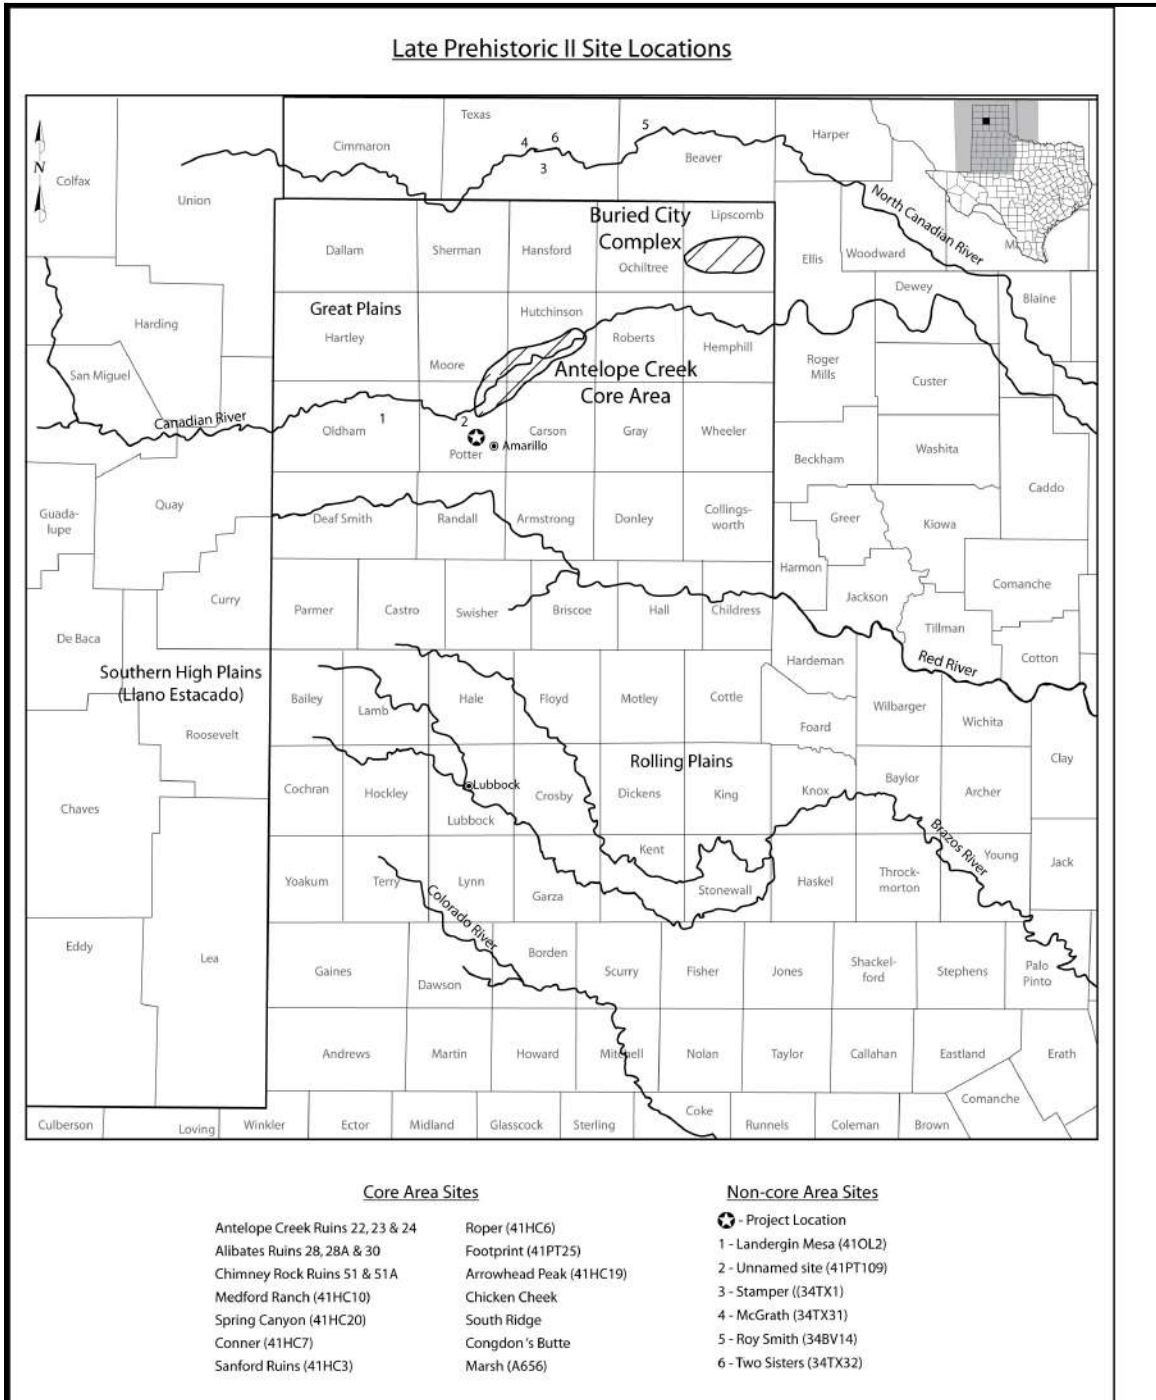 Late Prehistoric II Site Locations
Texas
Cimmaron
4
6
3
5
Beaver
Harper
N
Colfax
Union
North Canadian River
Buried City
Complex
Lipscomb
Dallam
Sherman
Hansford
Ochiltree
Ellis
Woodward
Dewey
Blaine
Great Plains
Harding
Hartley
Hutchinson
Moore
Roberts
Hemphill
Roger
Mills
San Miguel
Antelope Creek
Core Area
Custer
Canadian River
Oldham
1
2
Amarillo
Potter
Carson
Gray
Wheeler
Beckham
Washita
Caddo
Guada-
lupe
Quay
Deaf Smith
Randall
Armstrong
Donley
Collings-
worth
Greer
Kiowa
Harmon
Comanche
Curry
Parmer
Castro
Swisher
Briscoe
Hall
Childress
Jackson
Tillman
De Baca
Southern High Plains
(Llano Estacado)
Hardeman
Red River
Cotton
Bailey
Lamb
Hale
Floyd
Motley
Cottle
Foard
Wilbarger
Wichita
Roosevelt
Rolling Plains
Clay
Chaves
Cochran
Hockley
Lubbock
Lubbock
Crosby
Dickens
King
Knox
Baylor
Archer
Brazos River
Yoakum
Terry
Lynn
Garza
Kent
Stonewall
Haskel
Throck-
morton
Young
Jack
Colorado River
Eddy
Lea
Gaines
Dawson
Borden
Scurry
Fisher
Jones
Shackel-
ford
Stephens
Palo
Pinto
Andrews
Martin
Howard
Mitchell
Nolan
Taylor
Callahan
Eastland
Erath
Comanche
Culberson
Loving
Winkler
Ector
Midland
Glasscock
Sterling
Coke
Runnels
Coleman
Brown
Core Area Sites
Antelope Creek Ruins 22, 23 & 24
Alibates Ruins 28, 28A & 30
Chimney Rock Ruins 51 & 51A
Medford Ranch (41HC10)
Spring Canyon (41HC20)
Conner (41HC7)
Sanford Ruins (41HC3)
Roper (41HC6)
Footprint (41PT25)
Arrowhead Peak (41HC19)
Chicken Cheek
South Ridge
Congdon's Butte
Marsh (A656)
Non-core Area Sites
- Project Location
1 - Landergin Mesa (41OL2)
2 - Unnamed site (41PT109)
3 - Stamper ((34TX1)
4 - McGrath (34TX31)
5 - Roy Smith (34BV14)
6 - Two Sisters (34TX32)